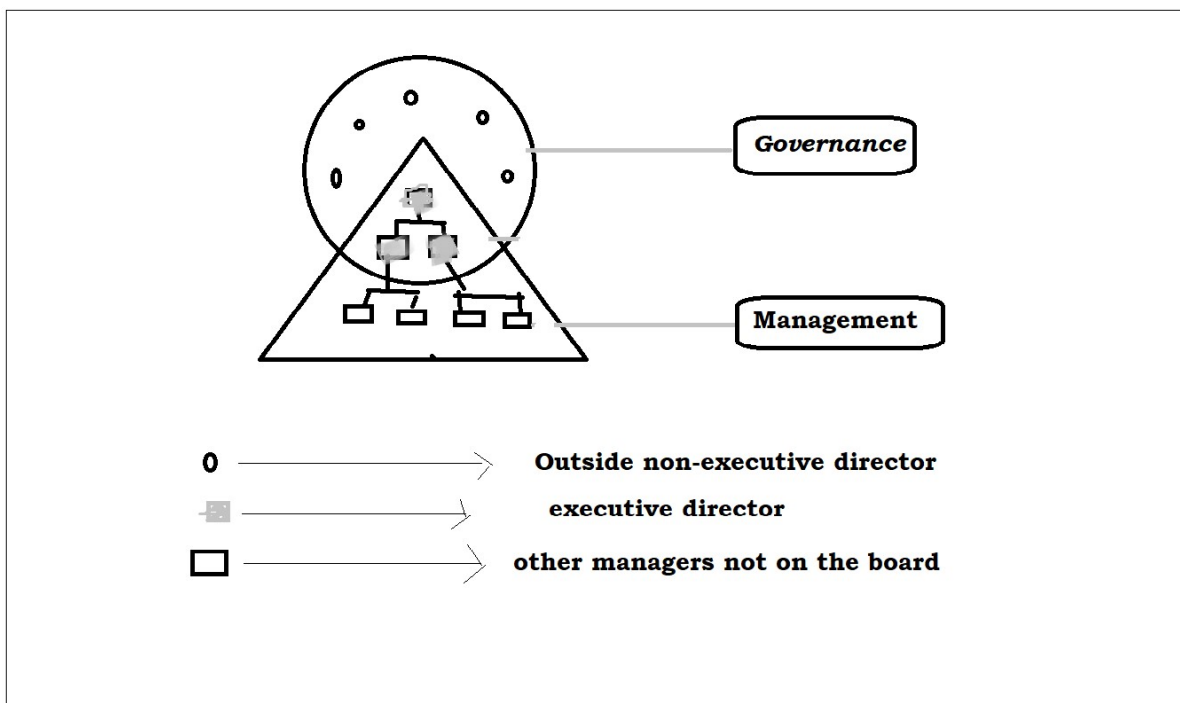 Governance
Management
Outside non-executive director
executive director
other managers not on the board